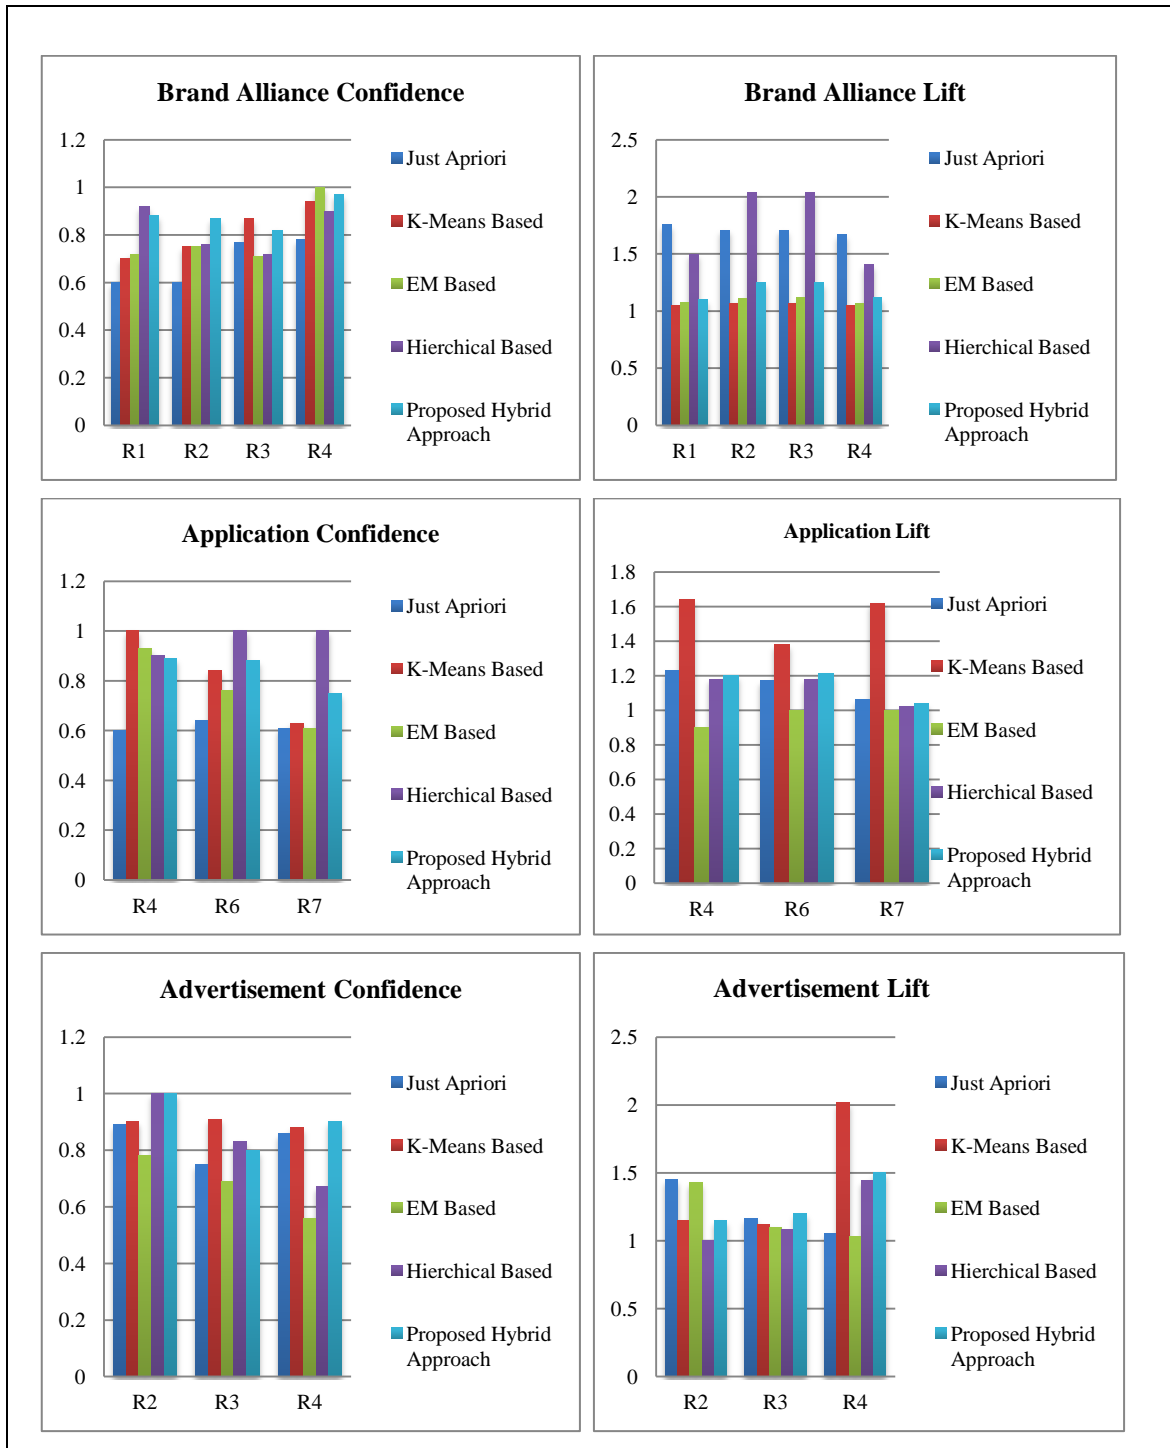 Brand Alliance Confidence
1.2
1
0.8
0.6
0.4
0.2
0
R1 R2 R3 R4
Just Apriori
K-Means Based
EM Based
Hierchical Based
Proposed Hybrid
Approach
Brand Alliance Lift
2.5
2
1.5
1
0.5
0
R1 R2 R3 R4
Just Apriori
K-Means Based
EM Based
Hierchical Based
Proposed Hybrid
Approach
Application Confidence
1.2
1
0.8
0.6
0.4
0.2
0
R4 R6 R7
Just Apriori
K-Means Based
EM Based
Hierchical Based
Proposed Hybrid
Approach
Application Lift
1.8
1.6
1.4
1.2
1
0.8
0.6
0.4
0.2
0
R4 R6 R7
Just Apriori
K-Means Based
EM Based
Hierchical Based
Proposed Hybrid
Approach
Advertisement Confidence
1.2
1
0.8
0.6
0.4
0.2
0
R2 R3 R4
Just Apriori
K-Means Based
EM Based
Hierchical Based
Proposed Hybrid
Approach
Advertisement Lift
2.5
2
1.5
1
0.5
0
R2 R3 R4
Just Apriori
K-Means Based
EM Based
Hierchical Based
Proposed Hybrid
Approach